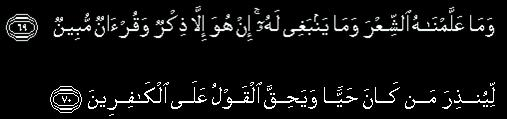 وَمَا عَلَّمْنَـٰهُ ٱلشِّعْرَ وَمَا يَنۢبَغِى لَهُۥٓ ۚ إِنْ هُوَ إِلَّا ذِكْرٌ وَقُرْءَانٌ مُّبِينٌ ٦٩
لِّيُنذِرَ مَن كَانَ حَيًّا وَيَحِقَّ ٱلْقَوْلُ عَلَى ٱلْكَـٰفِرِينَ ٧٠